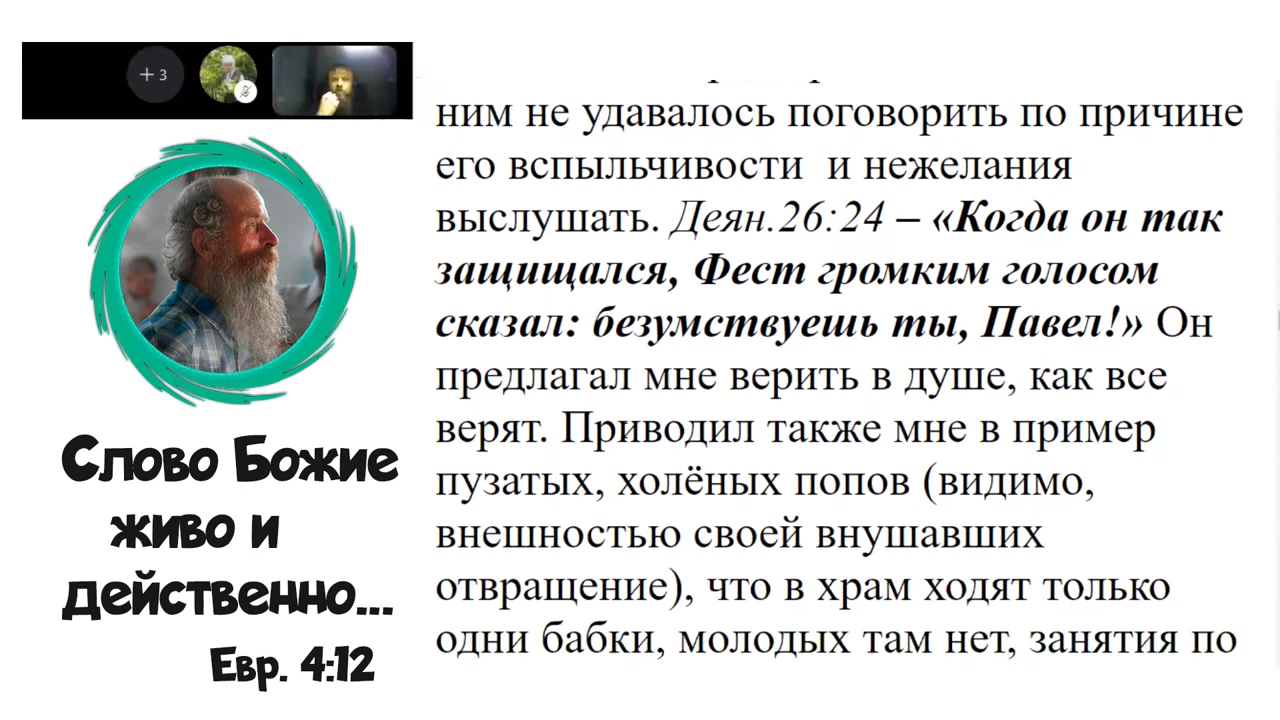 + 3
ним не удавалось поговорить по причине
его вспыльчивости и нежелания
выслушать. Деян.26:24 – «Когда он так
защищался, Фест громким голосом
сказал: безумствуешь ты, Павел!» Он
предлагал мне верить в душе, как все
верят. Приводил также мне в пример
пузатых, холёных попов (видимо,
внешностью своей внушавших
отвращение), что в храм ходят только
одни бабки, молодых там нет, занятия по
Слово Божие
живо и
действенно...
Евр. 4:12